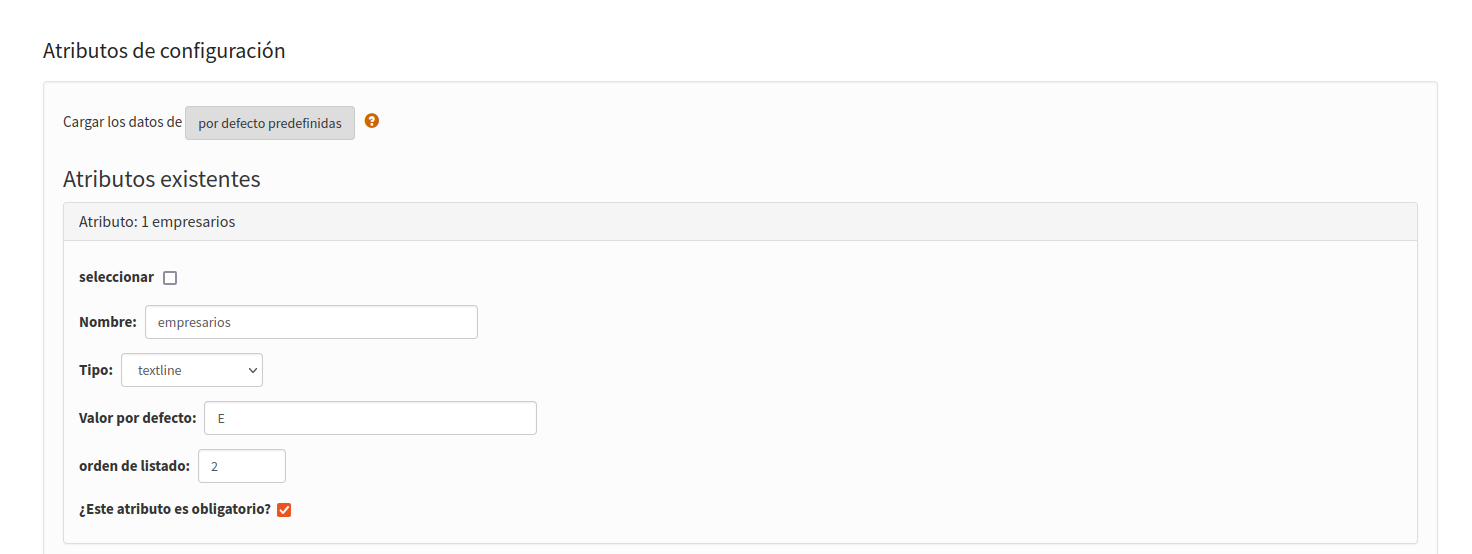 Atributos de configuración
Cargar los datos de por defecto predefinidas ?
Atributos existentes
Atributo: 1 empresarios
seleccionar
Nombre: empresarios
Tipo: textline
Valor por defecto: E
orden de listado: 2
¿Este atributo es obligatorio?